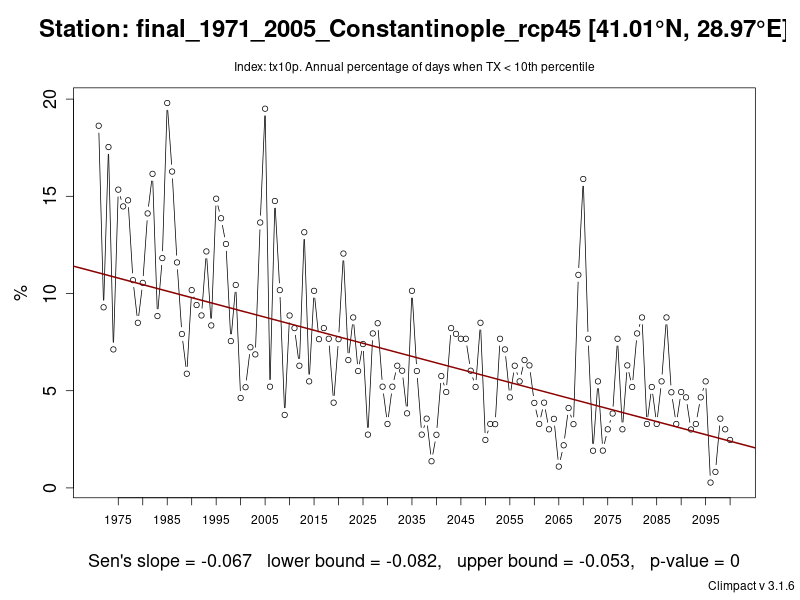 Station: final_1971_2005_Constantinople_rcp45 [41.01°N, 28.97°E]
Index: tx10p. Annual percentage of days when TX < 10th percentile
20
15
10
5
0
%
1975 1985 1995 2005 2015 2025 2035 2045 2055 2065 2075 2085 2095
Sen's slope = -0.067 lower bound = -0.082, upper bound = -0.053, p-value = 0
Climpact v 3.1.6